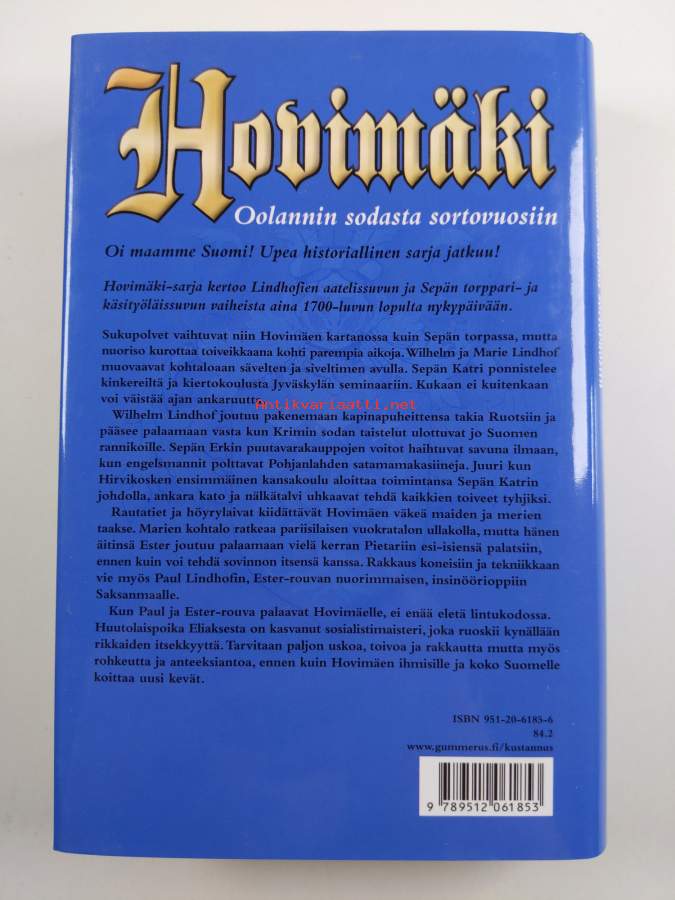 Hovimäki
Oolannin sodasta sortovuosiin
Oi maamme Suomi! Upea historiallinen sarja jatkuu!
Hovimäki-sarja kertoo Lindhofien aatelissuvun ja Sepän torppari- ja
käsityöläissuvun vaiheista aina 1700-luvun lopulta nykypäivään.
Sukupolvet vaihtuvat niin Hovimäen kartanossa kuin Sepän torpassa, mutta
nuoriso kurottaa toiveikkaana kohti parempia aikoja. Wilhelm ja Marie Lindhof
muovaavat kohtaloaan sävelten ja siveltimen avulla. Sepän Katri ponnistelee
kinkereiltä ja kiertokoulusta Jyväskylän seminaariin. Kukaan ei kuitenkaan
voi väistää ajan ankaruutta.
Antikvariaatti.net
Wilhelm Lindhof joutuu pakenemaan kapinapuheittensa takia Ruotsiin ja
pääsee palaamaan vasta kun Krimin sodan taistelut ulottuvat jo Suomen
rannikoille. Sepän Erkin puutavarakauppojen voitot haihtuvat savuna ilmaan,
kun engelsmannit polttavat Pohjanlahden satamamakasiineja. Juuri kun
Hirvikosken ensimmäinen kansakoulu aloittaa toimintansa Sepän Katrin
johdolla, ankara kato ja nälkätalvi uhkaavat tehdä kaikkien toiveet tyhjiksi.
Rautatiet ja höyrylaivat kiidättävät Hovimäen väkeä maiden ja merien
taakse. Marien kohtalo ratkeaa pariisilaisen vuokratalon ullakolla, mutta hänen
äitinsä Ester joutuu palaamaan vielä kerran Pietariin esi-isiensä palatsiin,
ennen kuin voi tehdä sovinnon itsensä kanssa. Rakkaus koneisiin ja tekniikkaan
vie myös Paul Lindhofin, Ester-rouvan nuorimmaisen, insinöörioppiin
Saksanmaalle.
Kun Paul ja Ester-rouva palaavat Hovimäelle, ei enää eletä lintukodossa.
Huutolaispoika Eliaksesta on kasvanut sosialistimaisteri, joka ruoskii kynällään
rikkaiden itsekkyyttä. Tarvitaan paljon uskoa, toivoa ja rakkautta mutta myös
rohkeutta ja anteeksiantoa, ennen kuin Hovimäen ihmisille ja koko Suomelle
koittaa uusi kevät.
ISBN 951-20-6185-6
84.2
www.gummerus.fi/kustannus
9 789512 061853